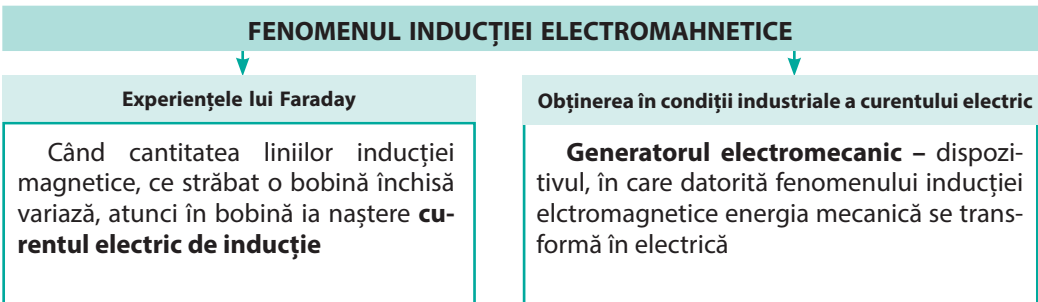 FENOMENUL INDUCȚIEI ELECTROMAHNETICE
Experiențele lui Faraday
Când cantitatea liniilor inducției
magnetice, ce străbat o bobină închisă
variază, atunci în bobină ia naștere cu-
rentul electric de inducție
Obținerea în condiții industriale a curentului electric
Generatorul electromecanic – dispozi-
tivul, în care datorită fenomenului inducției
elctromagnetice energia mecanică se trans-
formă în electrică